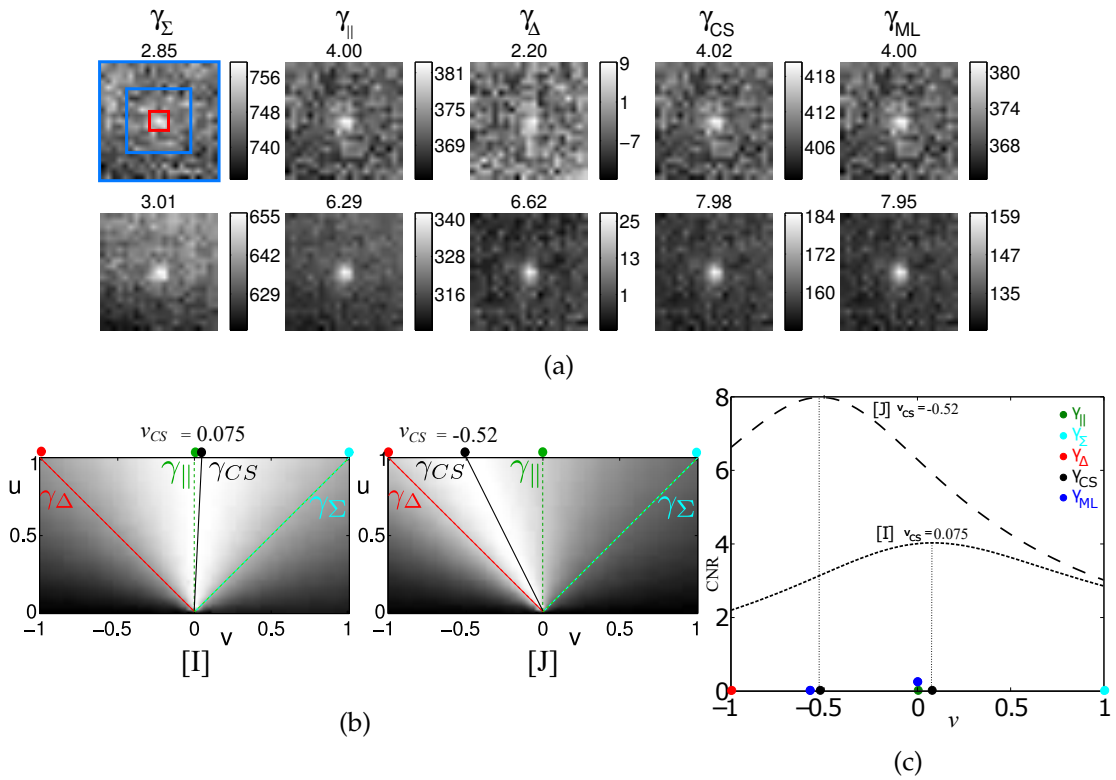 γΣ γ|| γΔ γCS γML
2.85 4.00 2.20 4.02 4.00
756 748 740
381 375 369
9 1 −7
418 412 406
380 374 368
3.01 6.29 6.62 7.98 7.95
655 642 629
340 328 316
25 13 1
184 172 160
159 147 135
(a)
vCS = 0.075
1 0.5 0
u
γΔ γ|| γCS γΣ
−1 −0.5 0 0.5 1
v
[I]
vCS = -0.52
1 0.5 0
u
γΔ γCS γ|| γΣ
−1 −0.5 0 0.5 1
v
[J]
(b)
8 6 4 2 0
CNR
[J] vCS = -0.52
[I] vCS = 0.075
γ||
γΣ
γΔ
γCS
γML
−1 −0.5 0 0.5 1
v
(c)